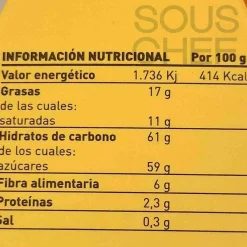 SOUS
CHEF
INFORMACIÓN NUTRICIONAL Por 100 g
Valor energético 1.736 Kj 414 Kcal
Grasas 17 g
de las cuales:
saturadas 11 g
Hidratos de carbono 61 g
de los cuales:
azúcares 59 g
Fibra alimentaria 6 g
Proteínas 2,3 g
Sal 0,3 g